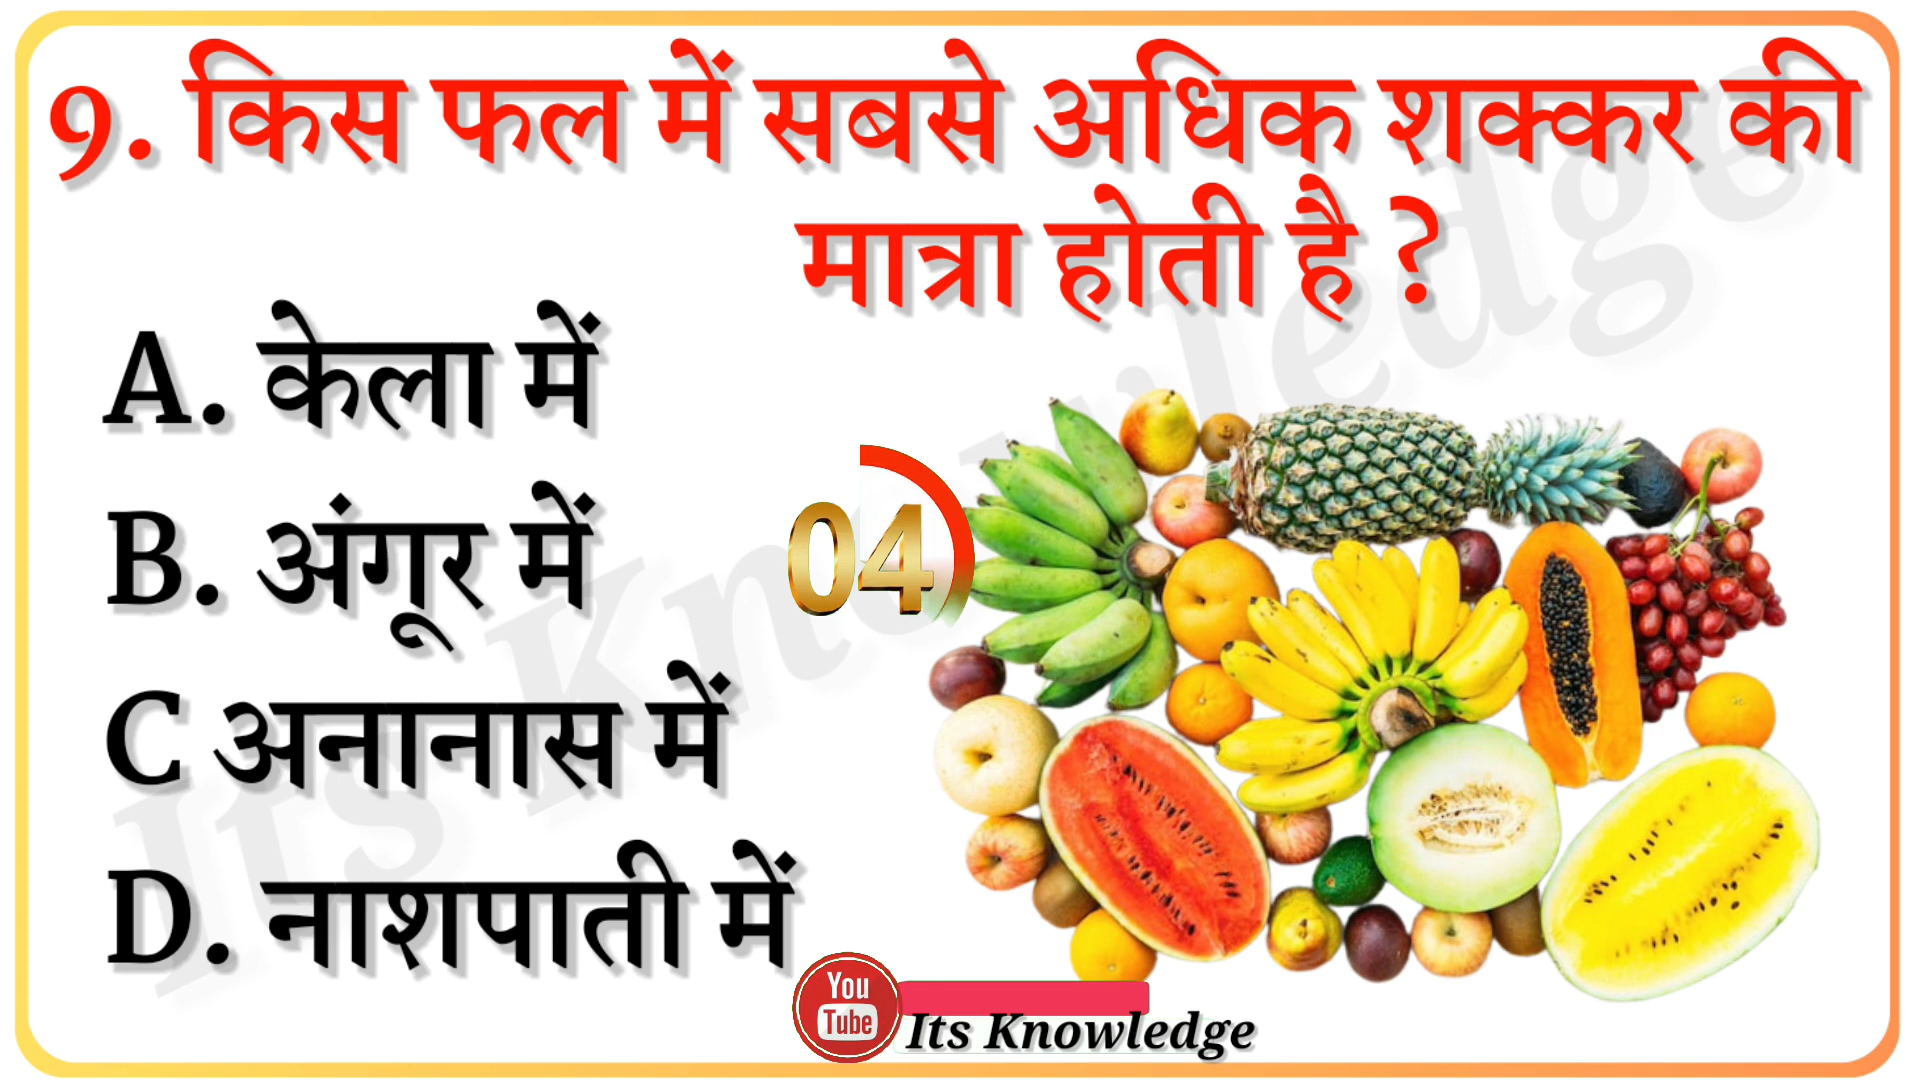 9. किस फल में सबसे अधिक शक्कर की
मात्रा होती है ?
A. केला में
B. अंगूर में
C अनानास में
D. नाशपाती में
04
You
Tube
Its Knowledge
Its Knowledge